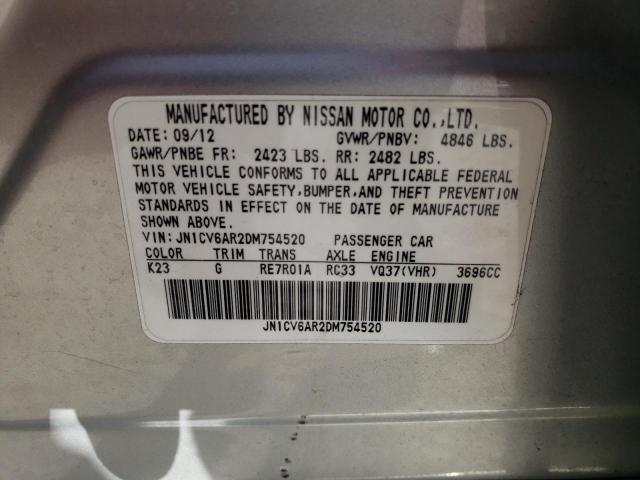 MANUFACTURED BY NISSAN MOTOR CO.,LTD.
DATE: 09/12 GVWR/PNBV: 4846 LBS.
GAWR/PNBE FR: 2423 LBS. RR: 2482 LBS.
THIS VEHICLE CONFORMS TO ALL APPLICABLE FEDERAL
MOTOR VEHICLE SAFETY,BUMPER,AND THEFT PREVENTION
STANDARDS IN EFFECT ON THE DATE OF MANUFACTURE
SHOWN ABOVE.
VIN: JN1CV6AR2DM754520 PASSENGER CAR
COLOR TRIM TRANS AXLE ENGINE
K23 G RE7R01A RC33 VQ37(VHR) 3696CC
JN1CV6AR2DM754520